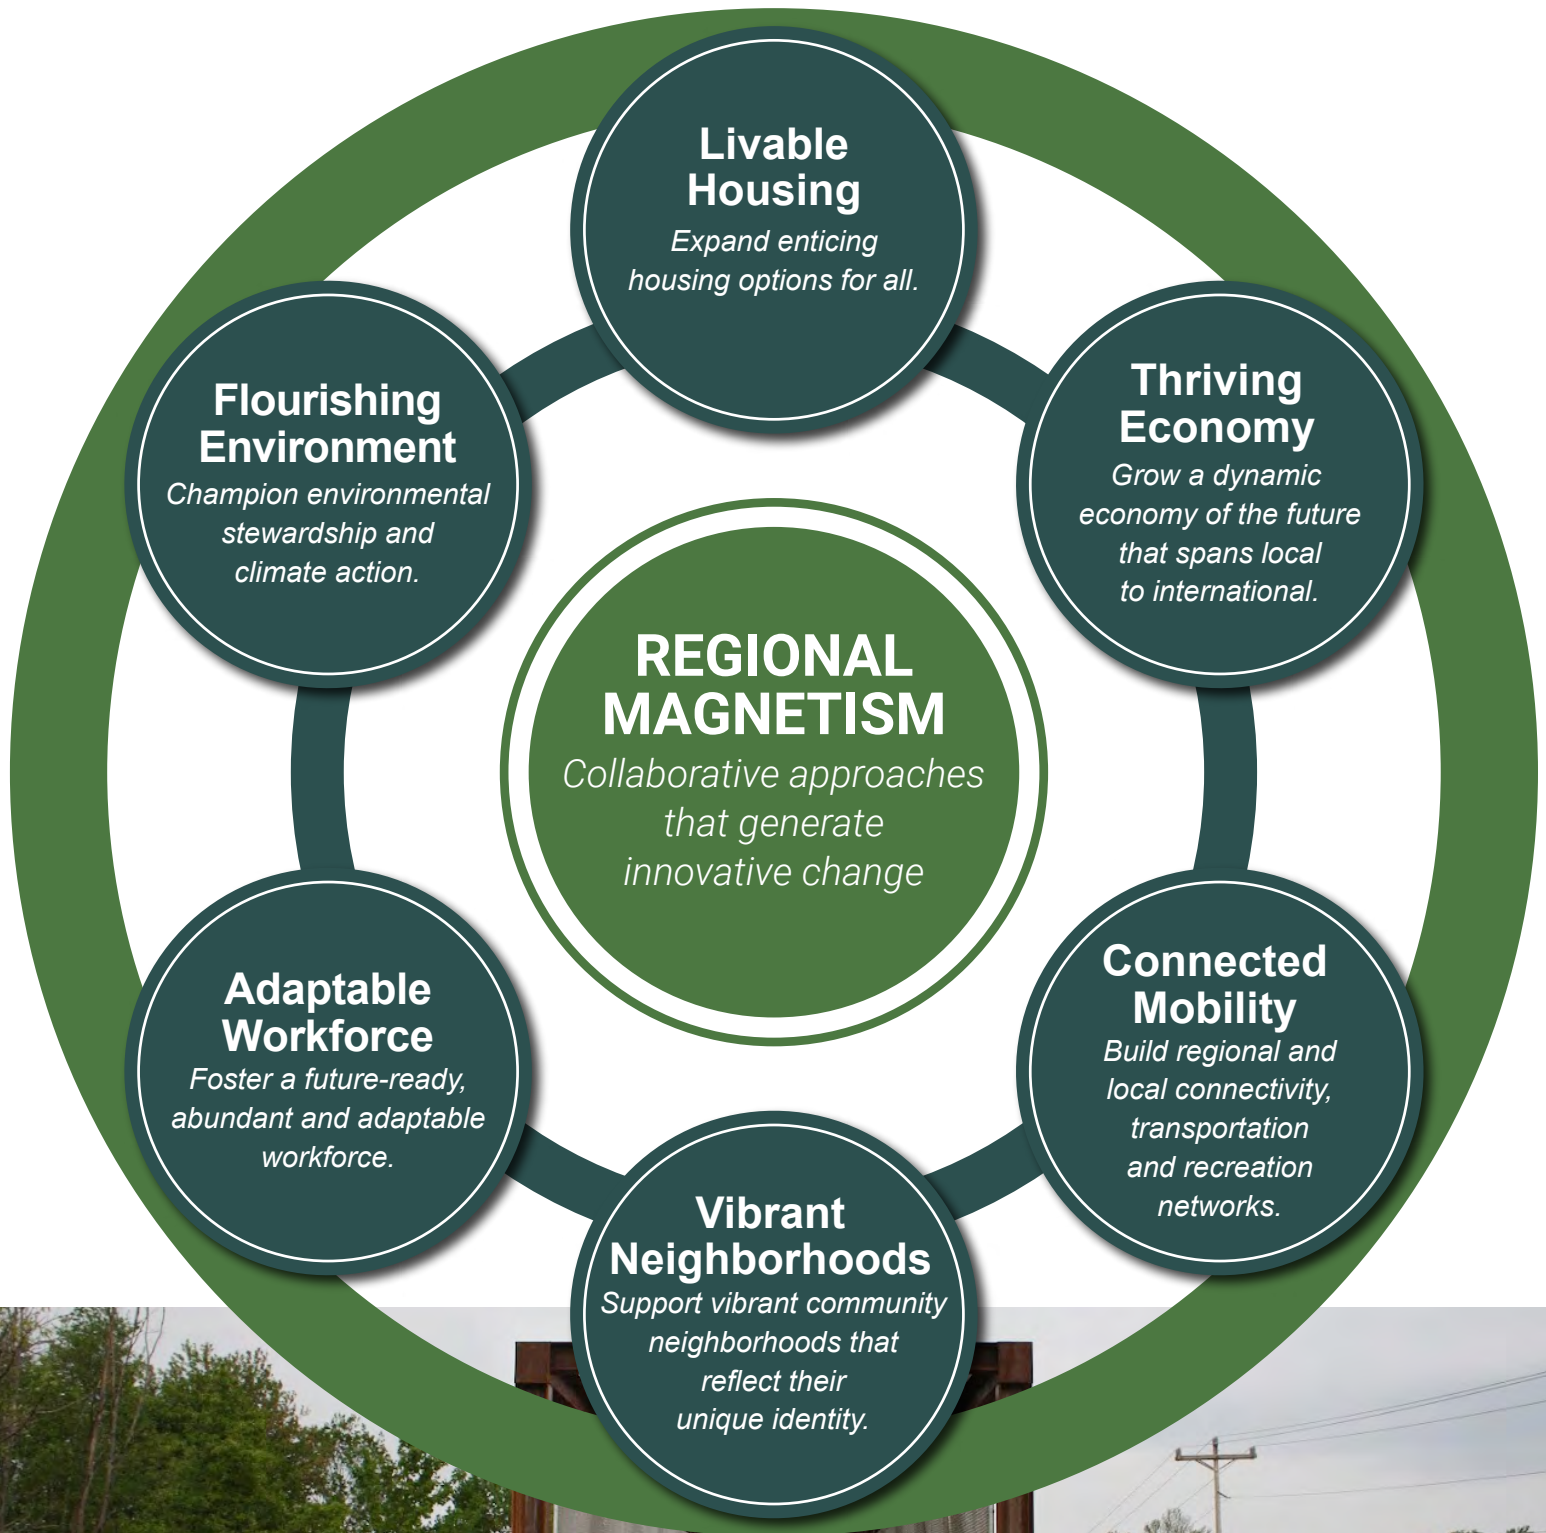 Livable
Housing
Expand enticing
housing options for all.
Thriving
Economy
Grow a dynamic
economy of the future
that spans local
to international.
Connected
Mobility
Build regional and
local connectivity,
transportation
and recreation
networks.
Vibrant
Neighborhoods
Support vibrant community
neighborhoods that
reflect their
unique identity.
Adaptable
Workforce
Foster a future-ready,
abundant and adaptable
workforce.
Flourishing
Environment
Champion environmental
stewardship and
climate action.
REGIONAL
MAGNETISM
Collaborative approaches
that generate
innovative change